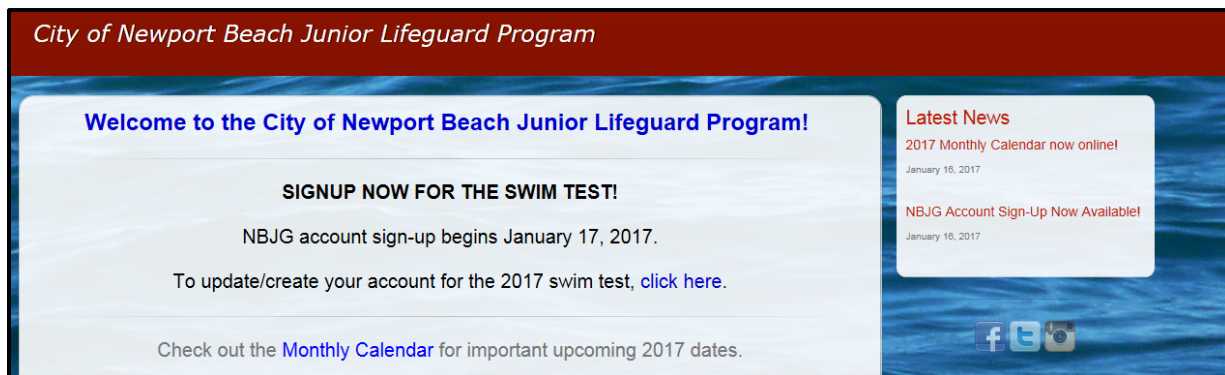 City of Newport Beach Junior Lifeguard Program
Welcome to the City of Newport Beach Junior Lifeguard Program!
SIGNUP NOW FOR THE SWIM TEST!
NBJG account sign-up begins January 17, 2017.
To update/create your account for the 2017 swim test, click here.
Check out the Monthly Calendar for important upcoming 2017 dates.
Latest News
2017 Monthly Calendar now online!
January 16, 2017
NBJG Account Sign-Up Now Available!
January 16, 2017